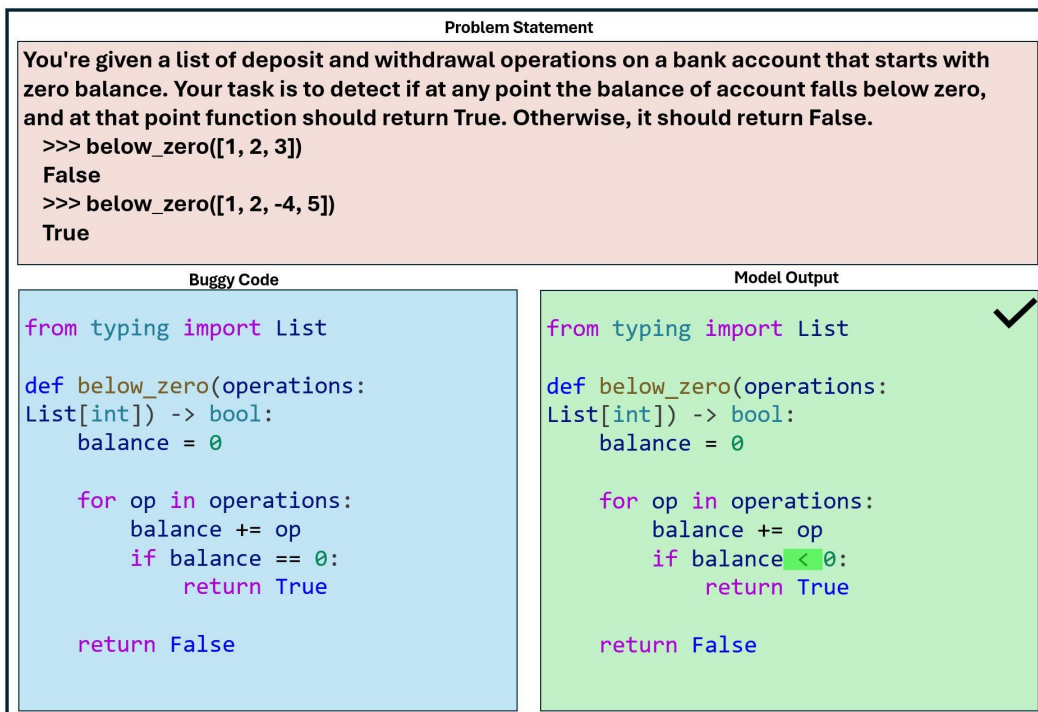 Problem Statement
You're given a list of deposit and withdrawal operations on a bank account that starts with
zero balance. Your task is to detect if at any point the balance of account falls below zero,
and at that point function should return True. Otherwise, it should return False.
>>> below_zero([1, 2, 3])
False
>>> below_zero([1, 2, -4, 5])
True
Buggy Code
from typing import List
def below_zero(operations:
List[int]) -> bool:
balance = 0
for op in operations:
balance += op
if balance == 0:
return True
return False
Model Output
from typing import List
def below_zero(operations:
List[int]) -> bool:
balance = 0
for op in operations:
balance += op
if balance < 0:
return True
return False